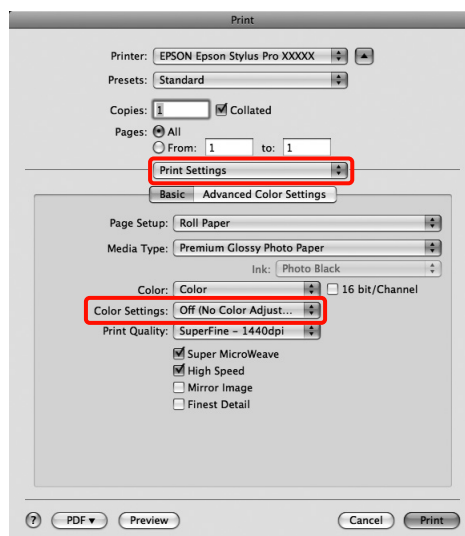 Print
Printer: EPSON Epson Stylus Pro XXXXX
Presets: Standard
Copies: 1 Collated
Pages: All
From: 1 to: 1
Print Settings
Basic Advanced Color Settings
Page Setup: Roll Paper
Media Type: Premium Glossy Photo Paper
Ink: Photo Black
Color: Color 16 bit/Channel
Color Settings: Off (No Color Adjust...
Print Quality: SuperFine – 1440dpi
Super MicroWeave
High Speed
Mirror Image
Finest Detail
? PDF Preview Cancel Print